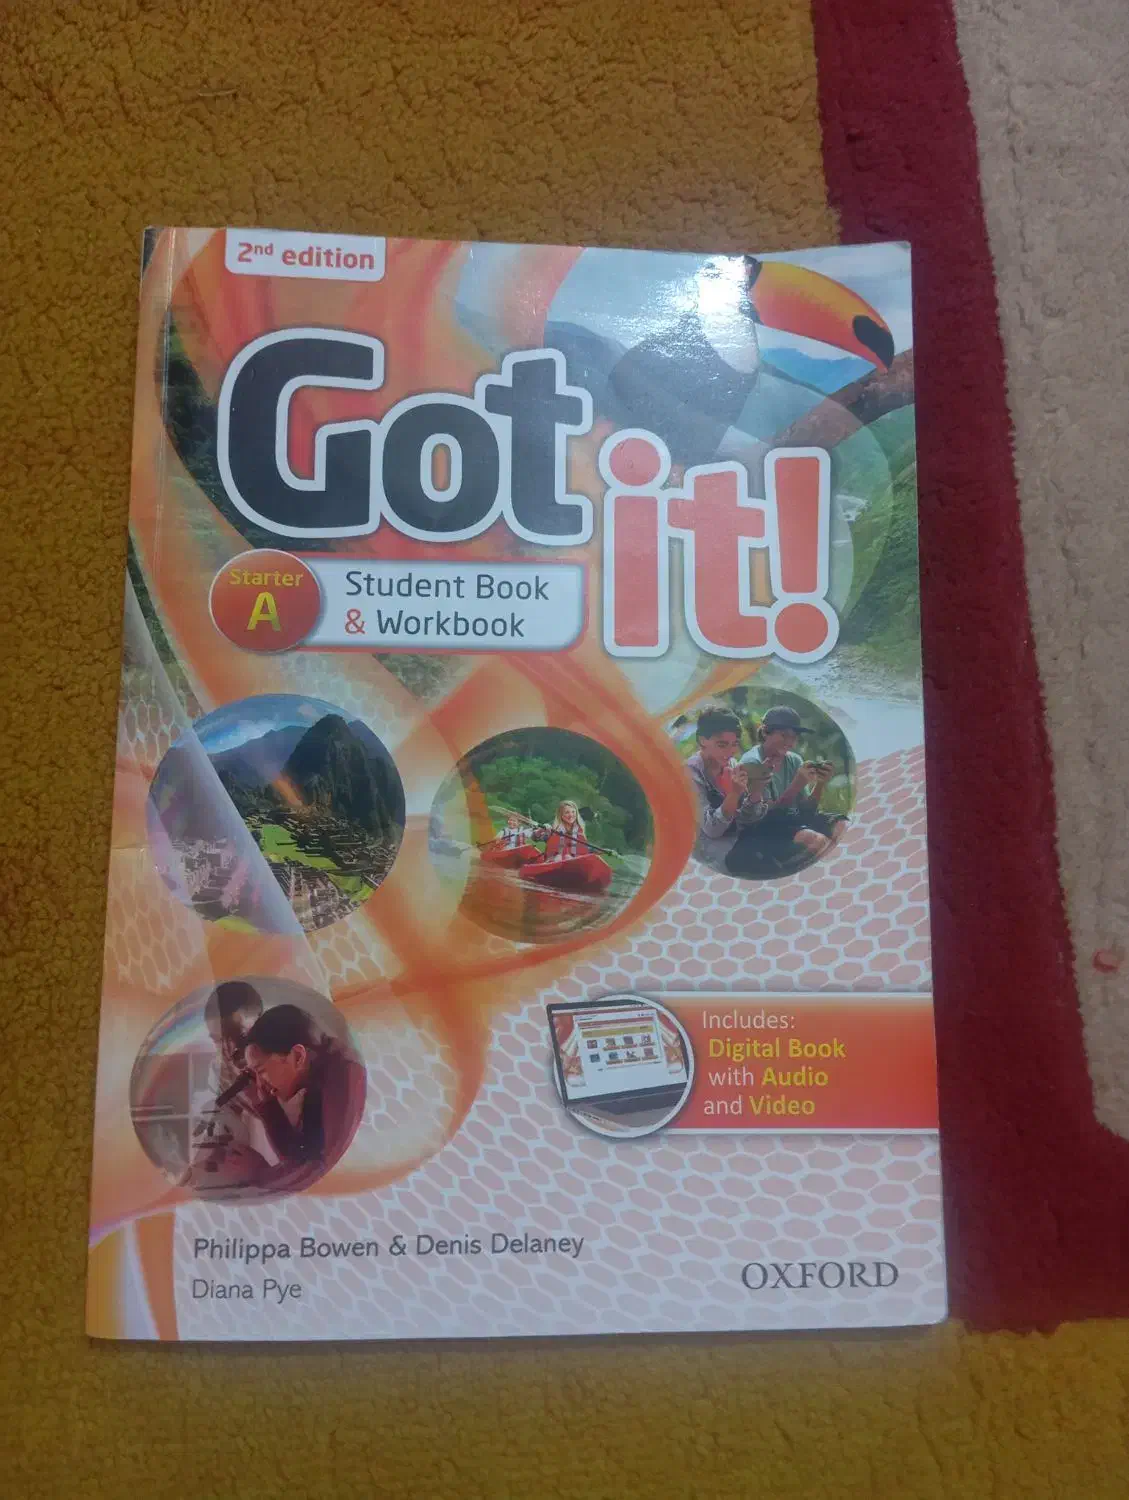 2nd edition
Got
it!
Starter
A
Student Book
& Workbook
Includes:
Digital Book
with Audio
and Video
Philippa Bowen & Denis Delaney
Diana Pye
OXFORD